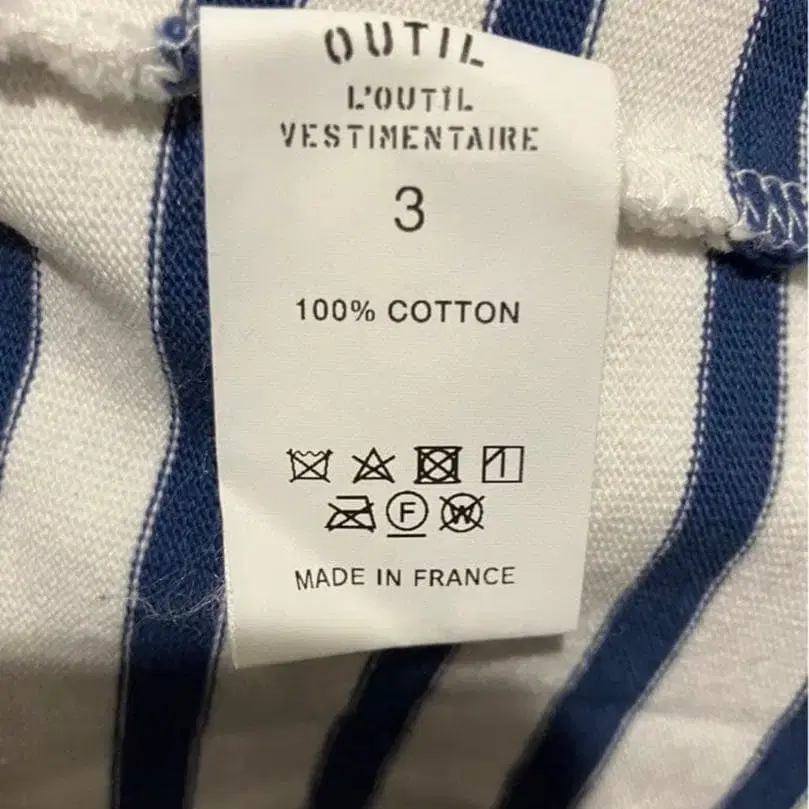 OUTIL
L'OUTIL
VESTIMENTAIRE
3
100% COTTON
F W
MADE IN FRANCE